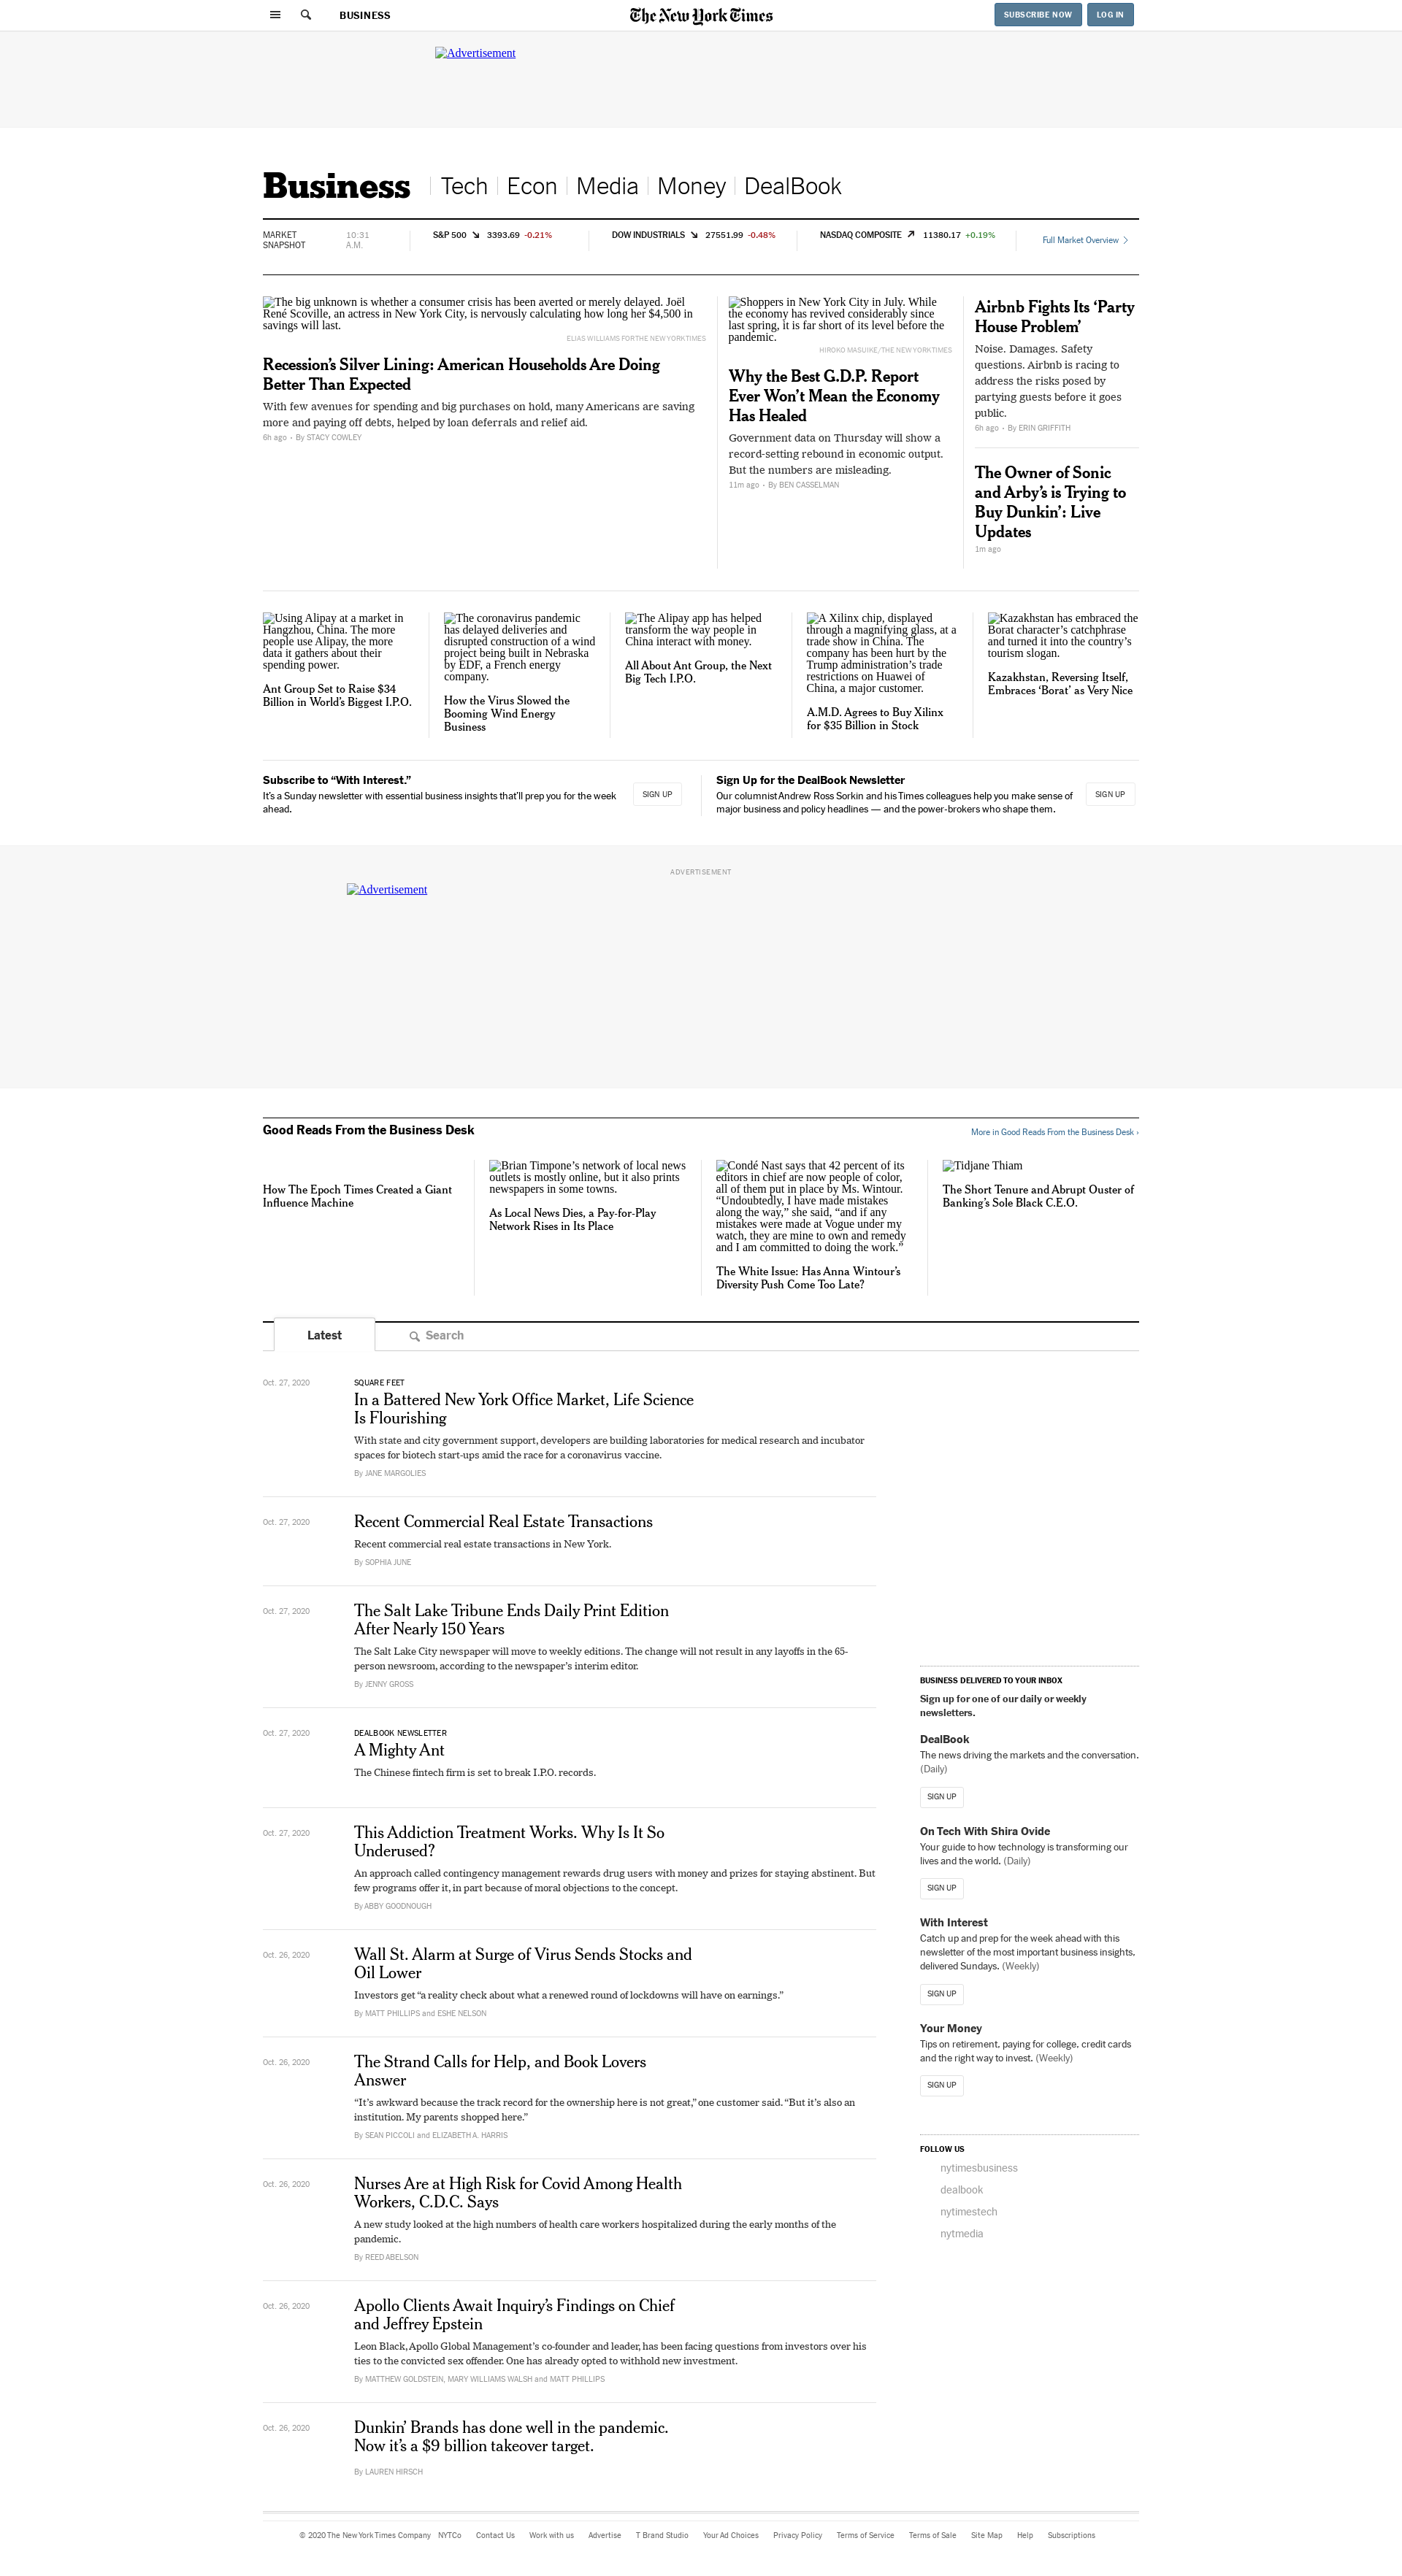 BUSINESS
The New York Times
SUBSCRIBE NOW
LOG IN
Advertisement
Business
Tech
Econ
Media
Money
DealBook
MARKET
SNAPSHOT
10:31
A.M.
S&P 500 3393.69 -0.21%
DOW INDUSTRIALS 27551.99 -0.48%
NASDAQ COMPOSITE 11380.17 +0.19%
Full Market Overview
The big unknown is whether a consumer crisis has been averted or merely delayed. Joël
René Scoville, an actress in New York City, is nervously calculating how long her $4,500 in
savings will last.
ELIAS WILLIAMS FOR THE NEW YORK TIMES
Recession’s Silver Lining: American Households Are Doing
Better Than Expected
With few avenues for spending and big purchases on hold, many Americans are saving
more and paying off debts, helped by loan deferrals and relief aid.
6h ago • By STACY COWLEY
Shoppers in New York City in July. While
the economy has revived considerably since
last spring, it is far short of its level before the
pandemic.
HIROKO MASUIKE/THE NEW YORK TIMES
Why the Best G.D.P. Report
Ever Won’t Mean the Economy
Has Healed
Government data on Thursday will show a
record-setting rebound in economic output.
But the numbers are misleading.
11m ago • By BEN CASSELMAN
Airbnb Fights Its ‘Party
House Problem’
Noise. Damages. Safety
questions. Airbnb is racing to
address the risks posed by
partying guests before it goes
public.
6h ago • By ERIN GRIFFITH
The Owner of Sonic
and Arby’s is Trying to
Buy Dunkin’: Live
Updates
1m ago
Using Alipay at a market in
Hangzhou, China. The more
people use Alipay, the more
data it gathers about their
spending power.
Ant Group Set to Raise $34
Billion in World’s Biggest I.P.O.
The coronavirus pandemic
has delayed deliveries and
disrupted construction of a wind
project being built in Nebraska
by EDF, a French energy
company.
How the Virus Slowed the
Booming Wind Energy
Business
The Alipay app has helped
transform the way people in
China interact with money.
All About Ant Group, the Next
Big Tech I.P.O.
A Xilinx chip, displayed
through a magnifying glass, at a
trade show in China. The
company has been hurt by the
Trump administration’s trade
restrictions on Huawei of
China, a major customer.
A.M.D. Agrees to Buy Xilinx
for $35 Billion in Stock
Kazakhstan has embraced the
Borat character’s catchphrase
and turned it into the country’s
tourism slogan.
Kazakhstan, Reversing Itself,
Embraces ‘Borat’ as Very Nice
Subscribe to “With Interest.”
It’s a Sunday newsletter with essential business insights that’ll prep you for the week
ahead.
SIGN UP
Sign Up for the DealBook Newsletter
Our columnist Andrew Ross Sorkin and his Times colleagues help you make sense of
major business and policy headlines — and the power-brokers who shape them.
SIGN UP
ADVERTISEMENT
Advertisement
Good Reads From the Business Desk
More in Good Reads From the Business Desk ›
How The Epoch Times Created a Giant
Influence Machine
Brian Timpone’s network of local news
outlets is mostly online, but it also prints
newspapers in some towns.
As Local News Dies, a Pay-for-Play
Network Rises in Its Place
Condé Nast says that 42 percent of its
editors in chief are now people of color,
all of them put in place by Ms. Wintour.
“Undoubtedly, I have made mistakes
along the way,” she said, “and if any
mistakes were made at Vogue under my
watch, they are mine to own and remedy
and I am committed to doing the work.”
The White Issue: Has Anna Wintour’s
Diversity Push Come Too Late?
Tidjane Thiam
The Short Tenure and Abrupt Ouster of
Banking’s Sole Black C.E.O.
Latest
Search
Oct. 27, 2020
SQUARE FEET
In a Battered New York Office Market, Life Science
Is Flourishing
With state and city government support, developers are building laboratories for medical research and incubator
spaces for biotech start-ups amid the race for a coronavirus vaccine.
By JANE MARGOLIES
Oct. 27, 2020
Recent Commercial Real Estate Transactions
Recent commercial real estate transactions in New York.
By SOPHIA JUNE
Oct. 27, 2020
The Salt Lake Tribune Ends Daily Print Edition
After Nearly 150 Years
The Salt Lake City newspaper will move to weekly editions. The change will not result in any layoffs in the 65-
person newsroom, according to the newspaper’s interim editor.
By JENNY GROSS
Oct. 27, 2020
DEALBOOK NEWSLETTER
A Mighty Ant
The Chinese fintech firm is set to break I.P.O. records.
Oct. 27, 2020
This Addiction Treatment Works. Why Is It So
Underused?
An approach called contingency management rewards drug users with money and prizes for staying abstinent. But
few programs offer it, in part because of moral objections to the concept.
By ABBY GOODNOUGH
Oct. 26, 2020
Wall St. Alarm at Surge of Virus Sends Stocks and
Oil Lower
Investors get “a reality check about what a renewed round of lockdowns will have on earnings.”
By MATT PHILLIPS and ESHE NELSON
Oct. 26, 2020
The Strand Calls for Help, and Book Lovers
Answer
“It’s awkward because the track record for the ownership here is not great,” one customer said. “But it’s also an
institution. My parents shopped here.”
By SEAN PICCOLI and ELIZABETH A. HARRIS
Oct. 26, 2020
Nurses Are at High Risk for Covid Among Health
Workers, C.D.C. Says
A new study looked at the high numbers of health care workers hospitalized during the early months of the
pandemic.
By REED ABELSON
Oct. 26, 2020
Apollo Clients Await Inquiry’s Findings on Chief
and Jeffrey Epstein
Leon Black, Apollo Global Management’s co-founder and leader, has been facing questions from investors over his
ties to the convicted sex offender. One has already opted to withhold new investment.
By MATTHEW GOLDSTEIN, MARY WILLIAMS WALSH and MATT PHILLIPS
Oct. 26, 2020
Dunkin’ Brands has done well in the pandemic.
Now it’s a $9 billion takeover target.
By LAUREN HIRSCH
BUSINESS DELIVERED TO YOUR INBOX
Sign up for one of our daily or weekly
newsletters.
DealBook
The news driving the markets and the conversation.
(Daily)
SIGN UP
On Tech With Shira Ovide
Your guide to how technology is transforming our
lives and the world. (Daily)
SIGN UP
With Interest
Catch up and prep for the week ahead with this
newsletter of the most important business insights,
delivered Sundays. (Weekly)
SIGN UP
Your Money
Tips on retirement, paying for college, credit cards
and the right way to invest. (Weekly)
SIGN UP
FOLLOW US
nytimesbusiness
dealbook
nytimestech
nytmedia
© 2020 The New York Times Company NYTCo Contact Us Work with us Advertise T Brand Studio Your Ad Choices Privacy Policy Terms of Service Terms of Sale Site Map Help Subscriptions